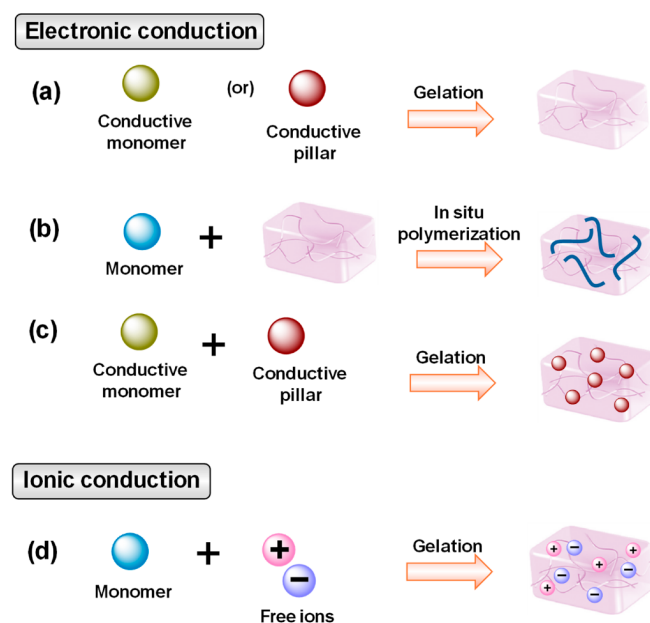 Electronic conduction
(a)
(or)
Conductive
monomer
Conductive
pillar
Gelation
(b)
+
Monomer
In situ
polymerization
(c)
+
Conductive
monomer
Conductive
pillar
Gelation
Ionic conduction
(d)
+
Monomer
+
−
Free ions
Gelation
+
−
+
+
−
−
+
−
−